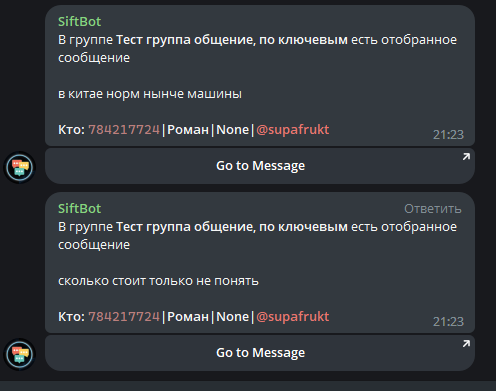 SiftBot
В группе Тест группа общение, по ключевым есть отобранное
сообщение
в китае норм нынче машины
Кто: 784217724|Роман|None|@supafrukt
21:23
Go to Message
SiftBot
Ответить
В группе Тест группа общение, по ключевым есть отобранное
сообщение
сколько стоит только не понять
Кто: 784217724|Роман|None|@supafrukt
21:23
Go to Message